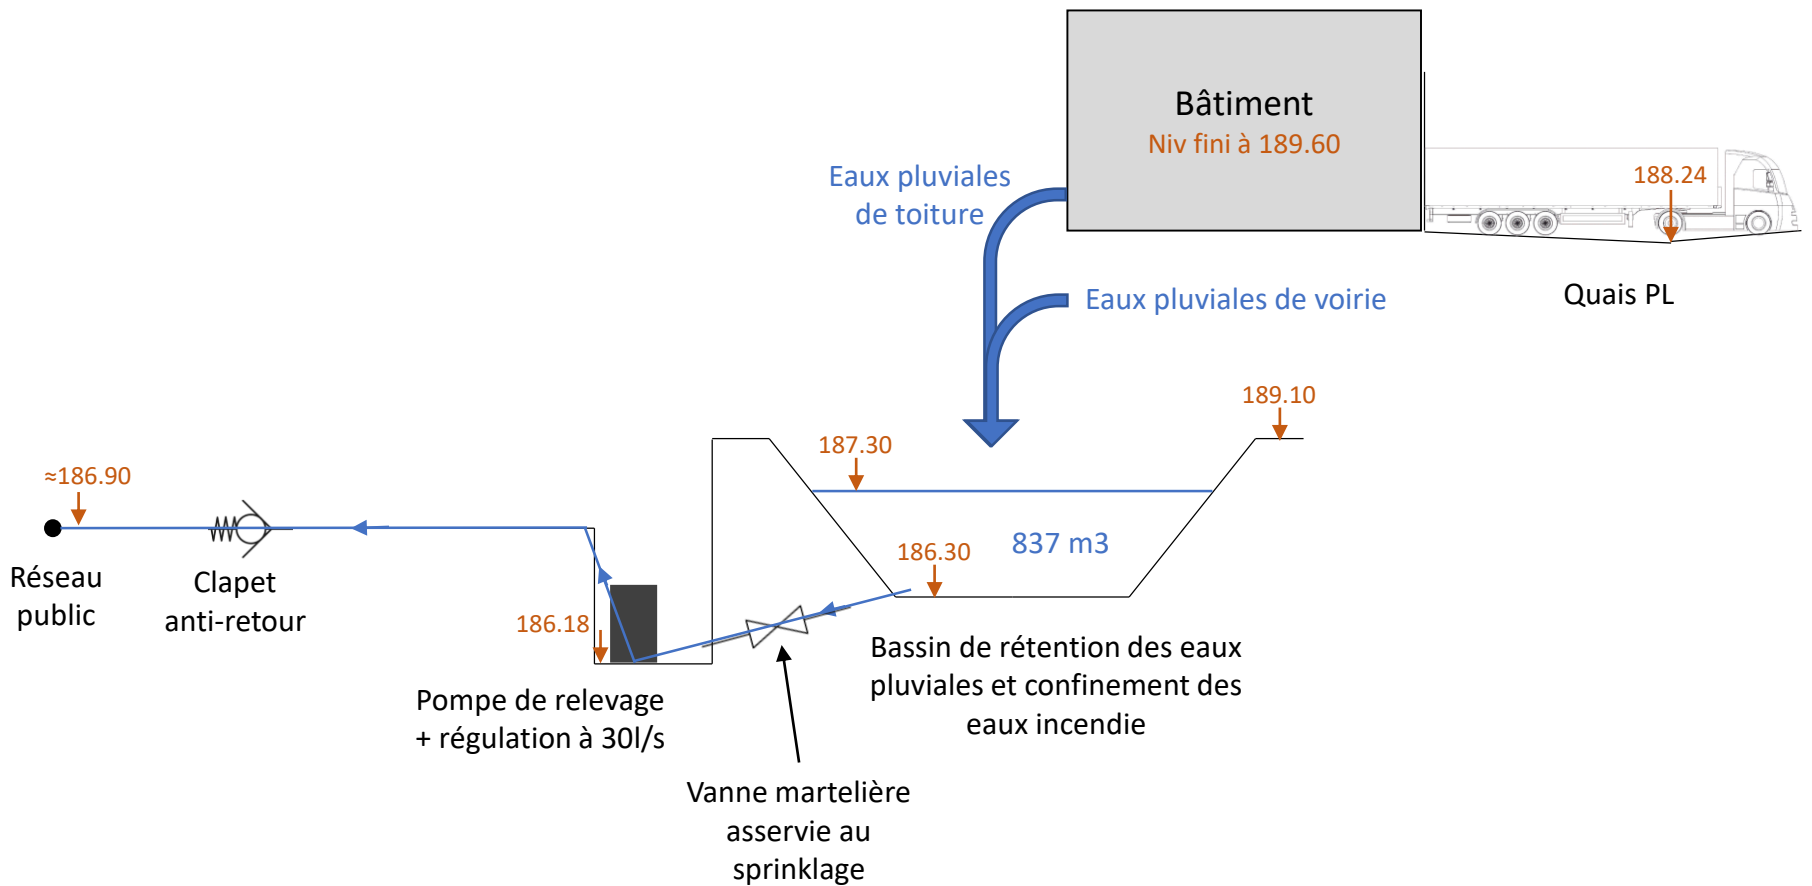 Bâtiment
Niv fini à 189.60
Eaux pluviales
de toiture
188.24
Eaux pluviales de voirie
Quais PL
189.10
187.30
≈186.90
837 m3
186.30
Réseau
public
Clapet
anti-retour
186.18
Bassin de rétention des eaux
pluviales et confinement des
eaux incendie
Pompe de relevage
+ régulation à 30l/s
Vanne martelière
asservie au
sprinklage